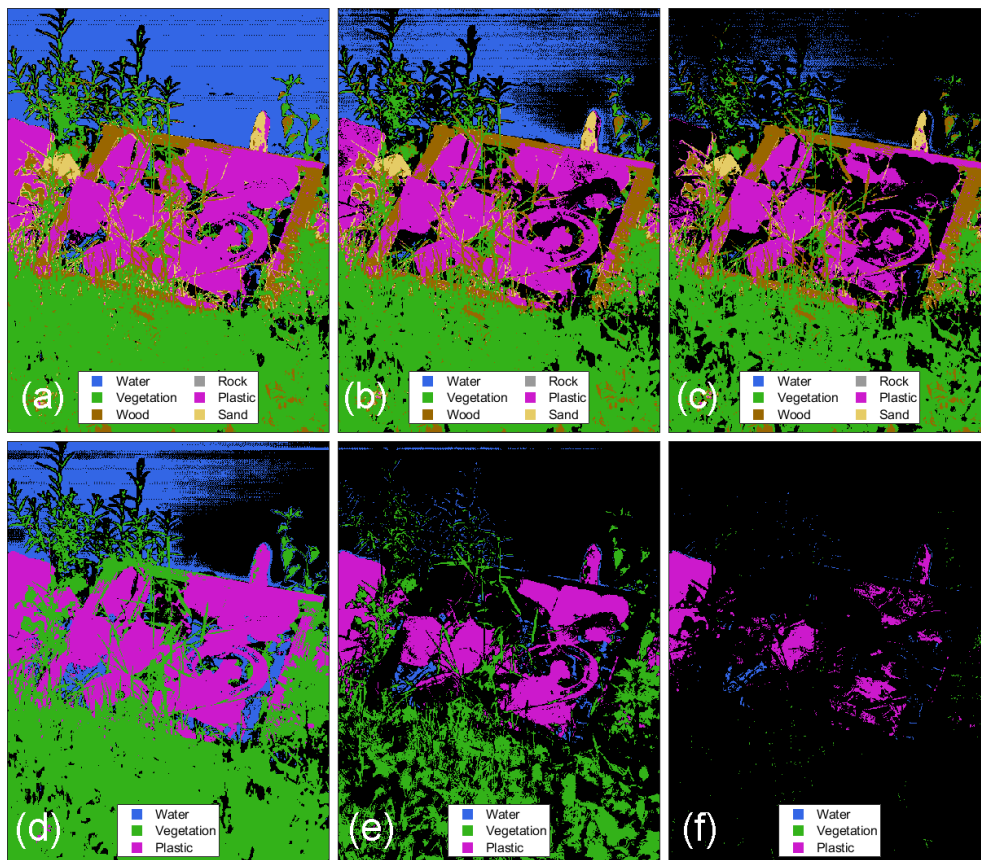 (a)
Water Rock
Vegetation Plastic
Wood Sand
(b)
Water Rock
Vegetation Plastic
Wood Sand
(c)
Water Rock
Vegetation Plastic
Wood Sand
(d)
Water
Vegetation
Plastic
(e)
Water
Vegetation
Plastic
(f)
Water
Vegetation
Plastic